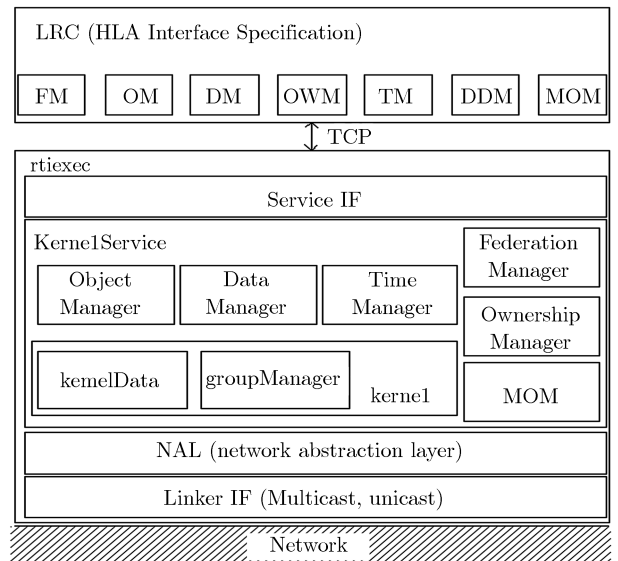 LRC (HLA Interface Specification)
FM OM DM OWM TM DDM MOM
TCP
rtiexec
Service IF
Kerne1Service
Object
Manager
Data
Manager
Time
Manager
Federation
Manager
Ownership
Manager
MOM
kemelData
groupManager
kerne1
NAL (network abstraction layer)
Linker IF (Multicast, unicast)
Network